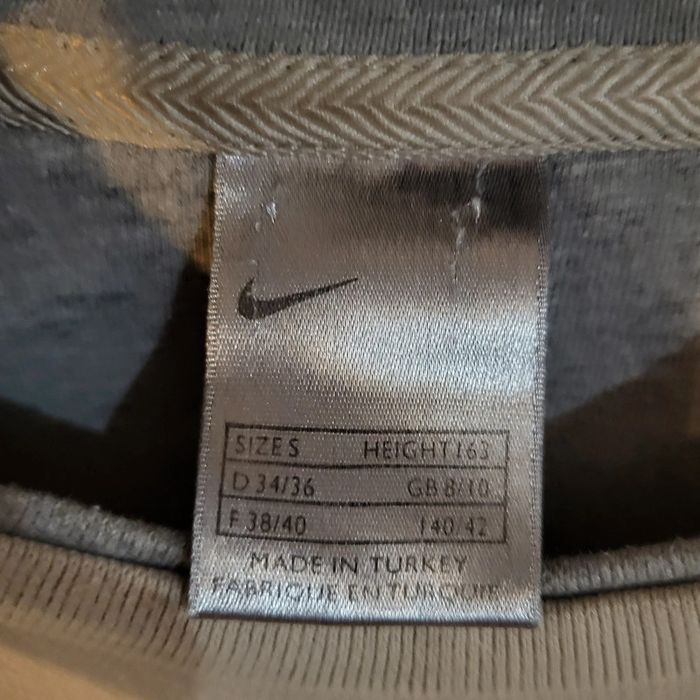 SIZE S HEIGHT 163
D 34/36 GB 8/10
F 38/40 I 40/42
MADE IN TURKEY
FABRIQUE EN TURQUIE